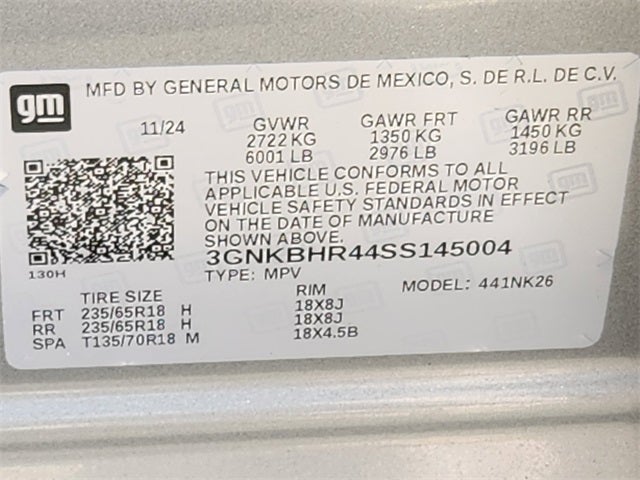 gm
MFD BY GENERAL MOTORS DE MEXICO, S. DE R.L. DE C.V.
11/24 GVWR GAWR FRT GAWR RR
2722 KG 1350 KG 1450 KG
6001 LB 2976 LB 3196 LB
THIS VEHICLE CONFORMS TO ALL
APPLICABLE U.S. FEDERAL MOTOR
VEHICLE SAFETY STANDARDS IN EFFECT
ON THE DATE OF MANUFACTURE
SHOWN ABOVE.
3GNKBHR44SS145004
130H TYPE: MPV MODEL: 441NK26
TIRE SIZE RIM
FRT 235/65R18 H 18X8J
RR 235/65R18 H 18X8J
SPA T135/70R18 M 18X4.5B